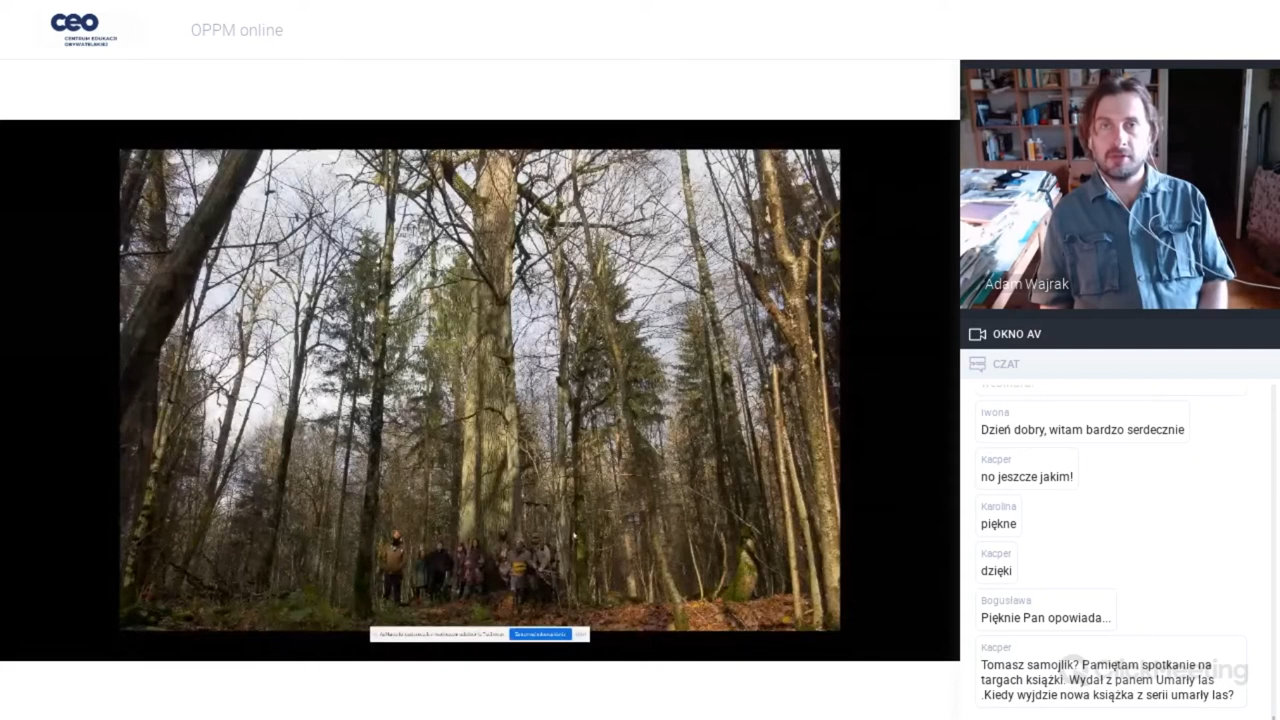 ceo
CENTRUM EDUKACJI
OBYWATELSKIEJ
OPPM online
Adam Wajrak
OKNO AV
CZAT
Iwona
Dzień dobry, witam bardzo serdecznie
Kacper
no jeszcze jakim!
Karolina
piękne
Kacper
dzięki
Bogusława
Pięknie Pan opowiada...
Kacper
Tomasz samojlik? Pamiętam spotkanie na
targach książki. Wydał z panem Umarły las
.Kiedy wyjdzie nowa książka z serii umarły las?
ClickMeeting